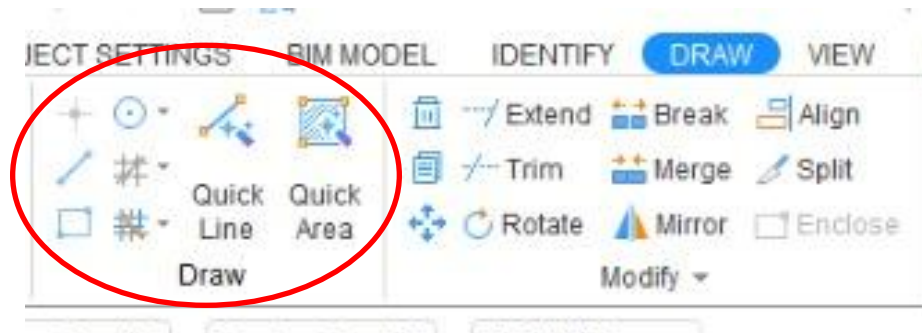 JECT SETTINGS BIM MODEL IDENTIFY DRAW VIEW
Extend Break Align
Quick Line Quick Area Trim Merge Split
Rotate Mirror Enclose
Draw Modify